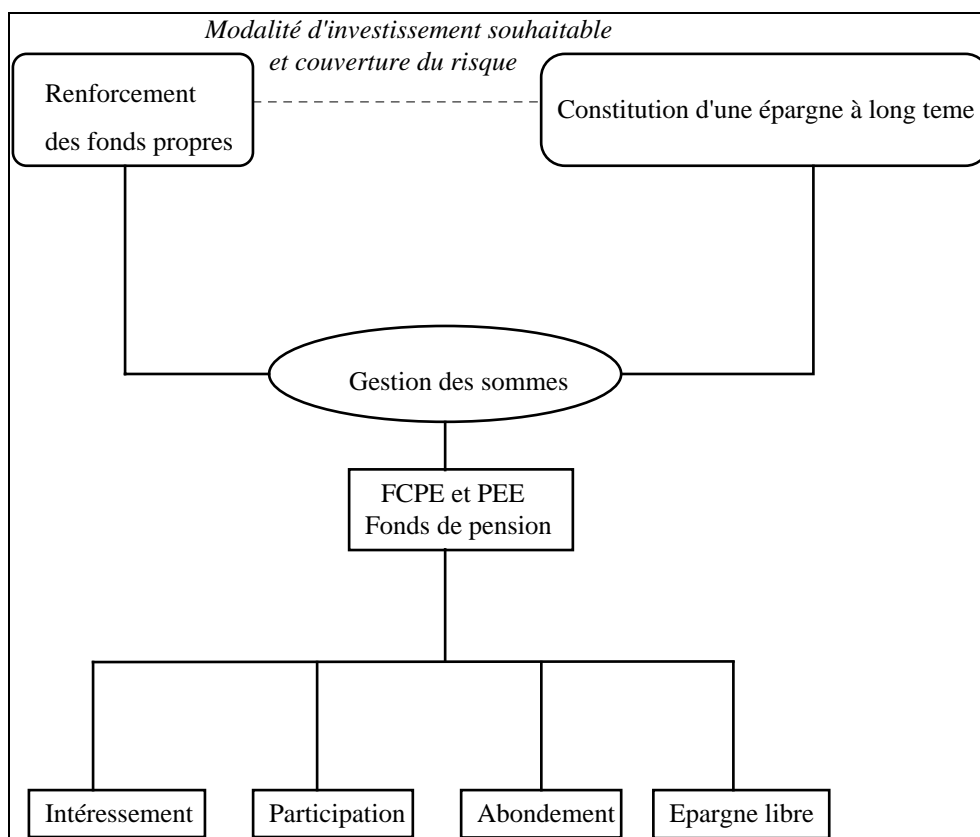 Modalité d'investissement souhaitable
et couverture du risque
Renforcement
des fonds propres
Constitution d'une épargne à long teme
Gestion des sommes
FCPE et PEE
Fonds de pension
Intéressement
Participation
Abondement
Epargne libre